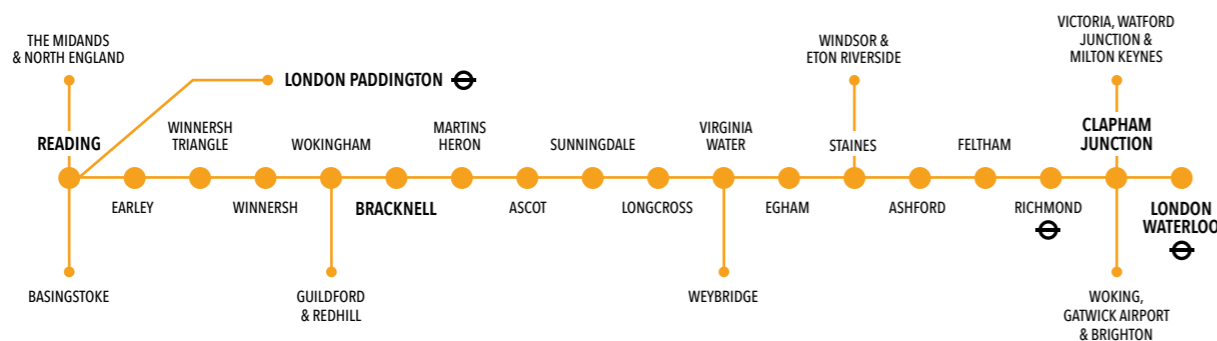 THE MIDANDS
& NORTH ENGLAND
LONDON PADDINGTON
WINDSOR &
ETON RIVERSIDE
VICTORIA, WATFORD
JUNCTION &
MILTON KEYNES
READING
WINNERSH
TRIANGLE
WOKINGHAM
MARTINS
HERON
SUNNINGDALE
VIRGINIA
WATER
STAINES
FELTHAM
CLAPHAM
JUNCTION
EARLEY
WINNERSH
BRACKNELL
ASCOT
LONGCROSS
EGHAM
ASHFORD
RICHMOND
LONDON
WATERLOO
BASINGSTOKE
GUILDFORD
& REDHILL
WEYBRIDGE
WOKING,
GATWICK AIRPORT
& BRIGHTON